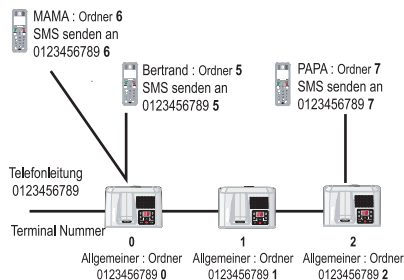 MAMA : Ordner 6
SMS senden an
0123456789 6
Bertrand : Ordner 5
SMS senden an
0123456789 5
PAPA : Ordner 7
SMS senden an
0123456789 7
Telefonleitung
0123456789
Terminal Nummer
0
Allgemeiner : Ordner
0123456789 0
1
Allgemeiner : Ordner
0123456789 1
2
Allgemeiner : Ordner
0123456789 2